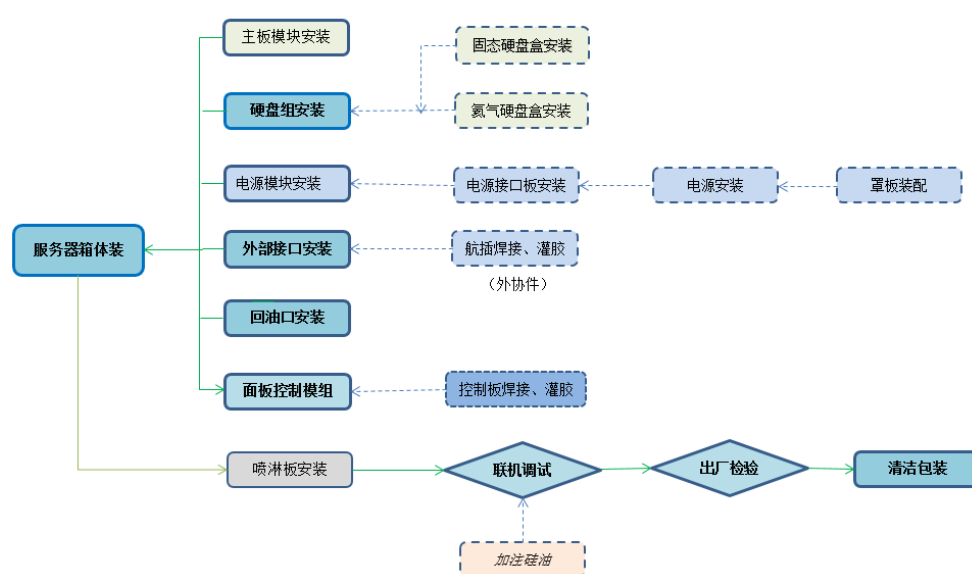 主板模块安装
固态硬盘盒安装
硬盘组安装
氦气硬盘盒安装
电源模块安装
电源接口板安装
电源安装
罩板装配
服务器箱体装
外部接口安装
航插焊接、灌胶
（外协件）
回油口安装
面板控制模组
控制板焊接、灌胶
喷淋板安装
联机调试
出厂检验
清洁包装
加注硅油